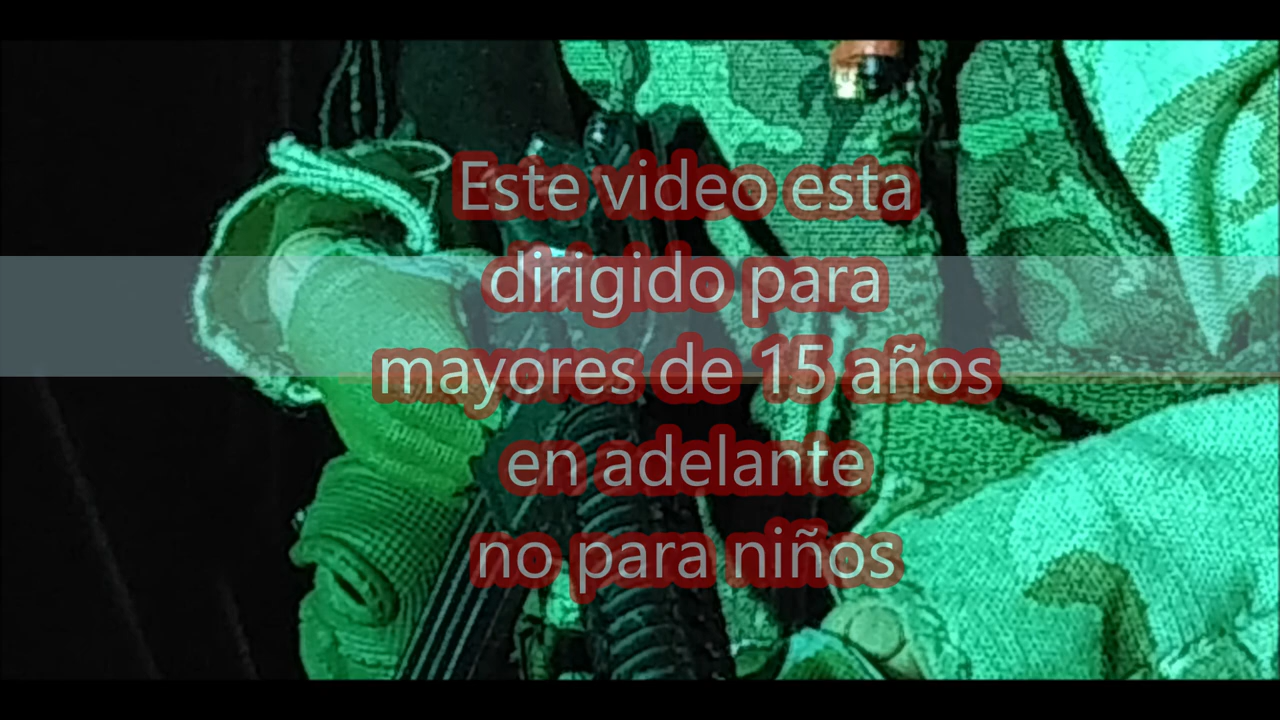 Este video esta
dirigido para
mayores de 15 años
en adelante
no para niños